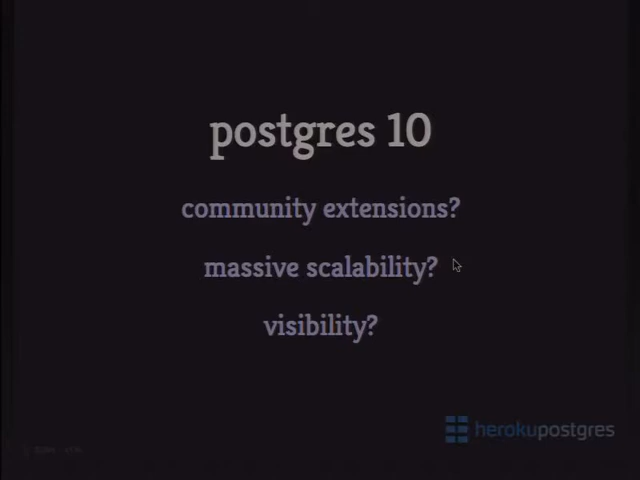 postgres 10
community extensions?
massive scalability?
visibility?
herokupostgres